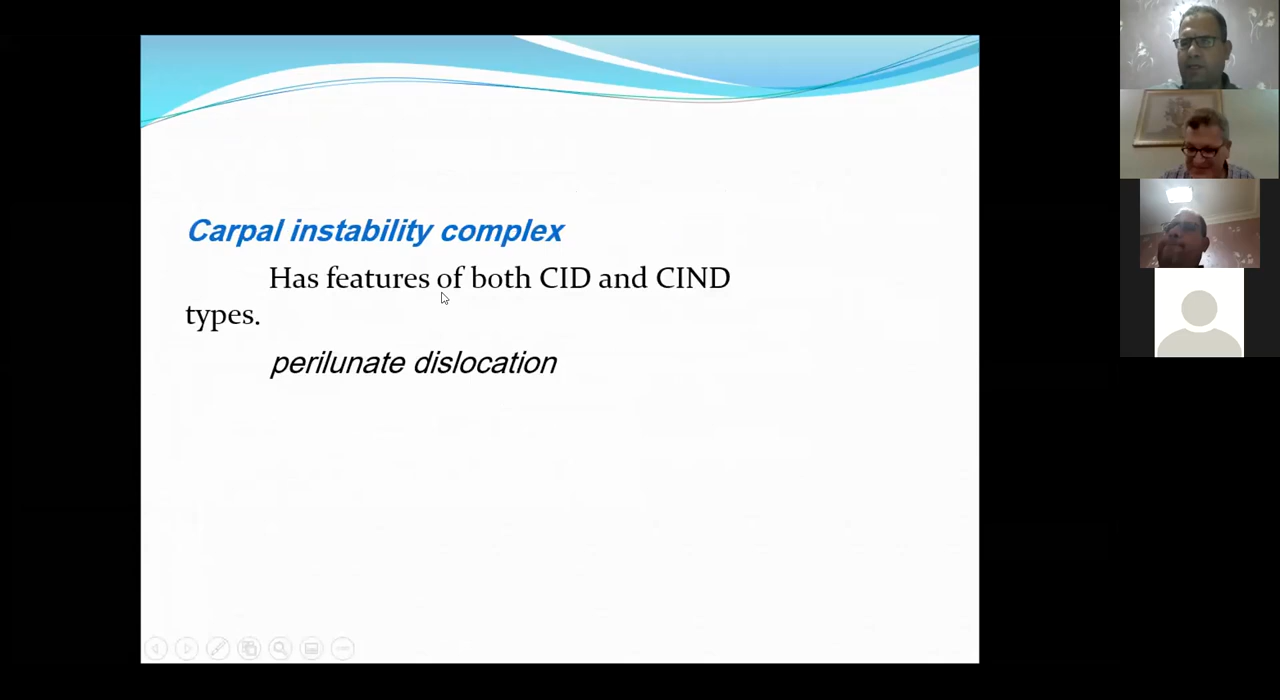 Carpal instability complex
Has features of both CID and CIND
types.
perilunate dislocation